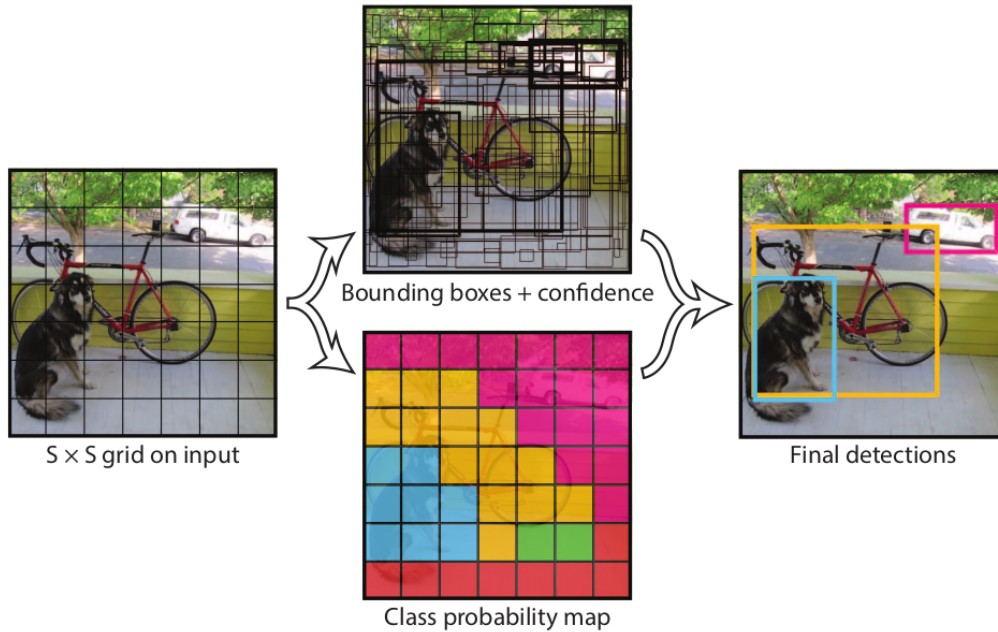 S × S grid on input
Bounding boxes + confidence
Class probability map
Final detections